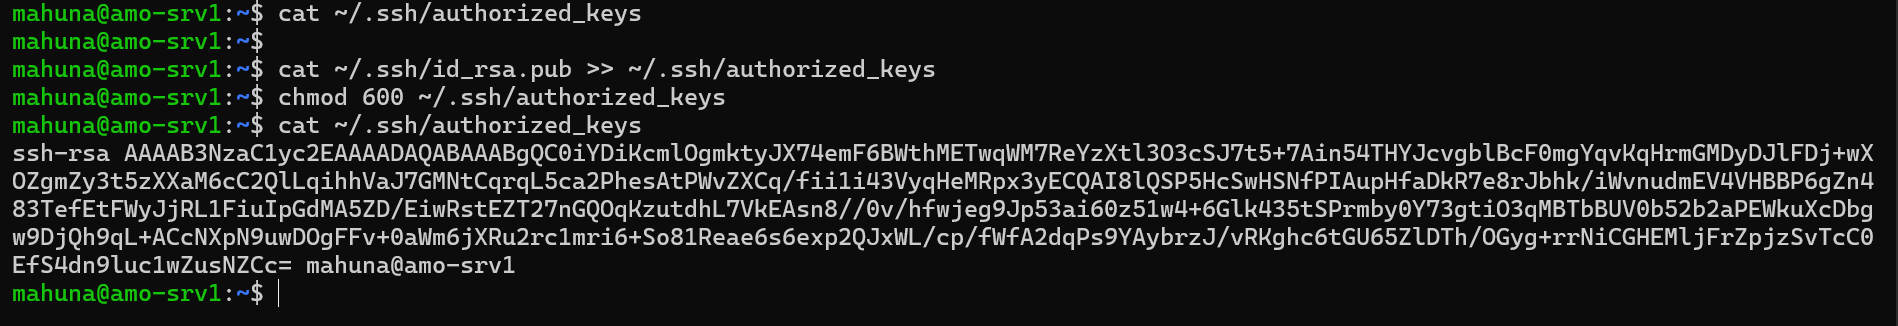 mahuna@amo-srv1:~$ cat ~/.ssh/authorized_keys
mahuna@amo-srv1:~$
mahuna@amo-srv1:~$ cat ~/.ssh/id_rsa.pub >> ~/.ssh/authorized_keys
mahuna@amo-srv1:~$ chmod 600 ~/.ssh/authorized_keys
mahuna@amo-srv1:~$ cat ~/.ssh/authorized_keys
ssh-rsa AAAAB3NzaC1yc2EAAAADAQABAAABgQC0iYDiKcmlOgmktyJX74emF6BWthMETwqWM7ReYzXtl3O3cSJ7t5+7Ain54THYJcvgblBcF0mgYqvKqHrmGMDyDJlFDj+wX
OZgmZy3t5zXXaM6cC2QlLqihhVaJ7GMNtCqrqL5ca2PhesAtPWvZXCq/fii1i43VyqHeMRpx3yECQAI8lQSP5HcSwHSNfPIAupHfaDkR7e8rJbhk/iWvnudmEV4VHBBP6gZn4
83TefEtFWyJjRL1FiuIpGdMA5ZD/EiwRstEZT27nGQOqKzutdhL7VkEAsn8//0v/hfwjeg9Jp53ai60z51w4+6Glk435tSPrmby0Y73gtiO3qMBTbBUV0b52b2aPEWkuXcDbg
w9DjQh9qL+ACcNXpN9uwDOgFFv+0aWm6jXRu2rc1mri6+So81Reae6s6exp2QJxWL/cp/fWfA2dqPs9YAybrzJ/vRKghc6tGU65ZlDTh/OGyg+rrNiCGHEMljFrZpjzSvTcC0
EfS4dn9luc1wZusNZCc= mahuna@amo-srv1
mahuna@amo-srv1:~$